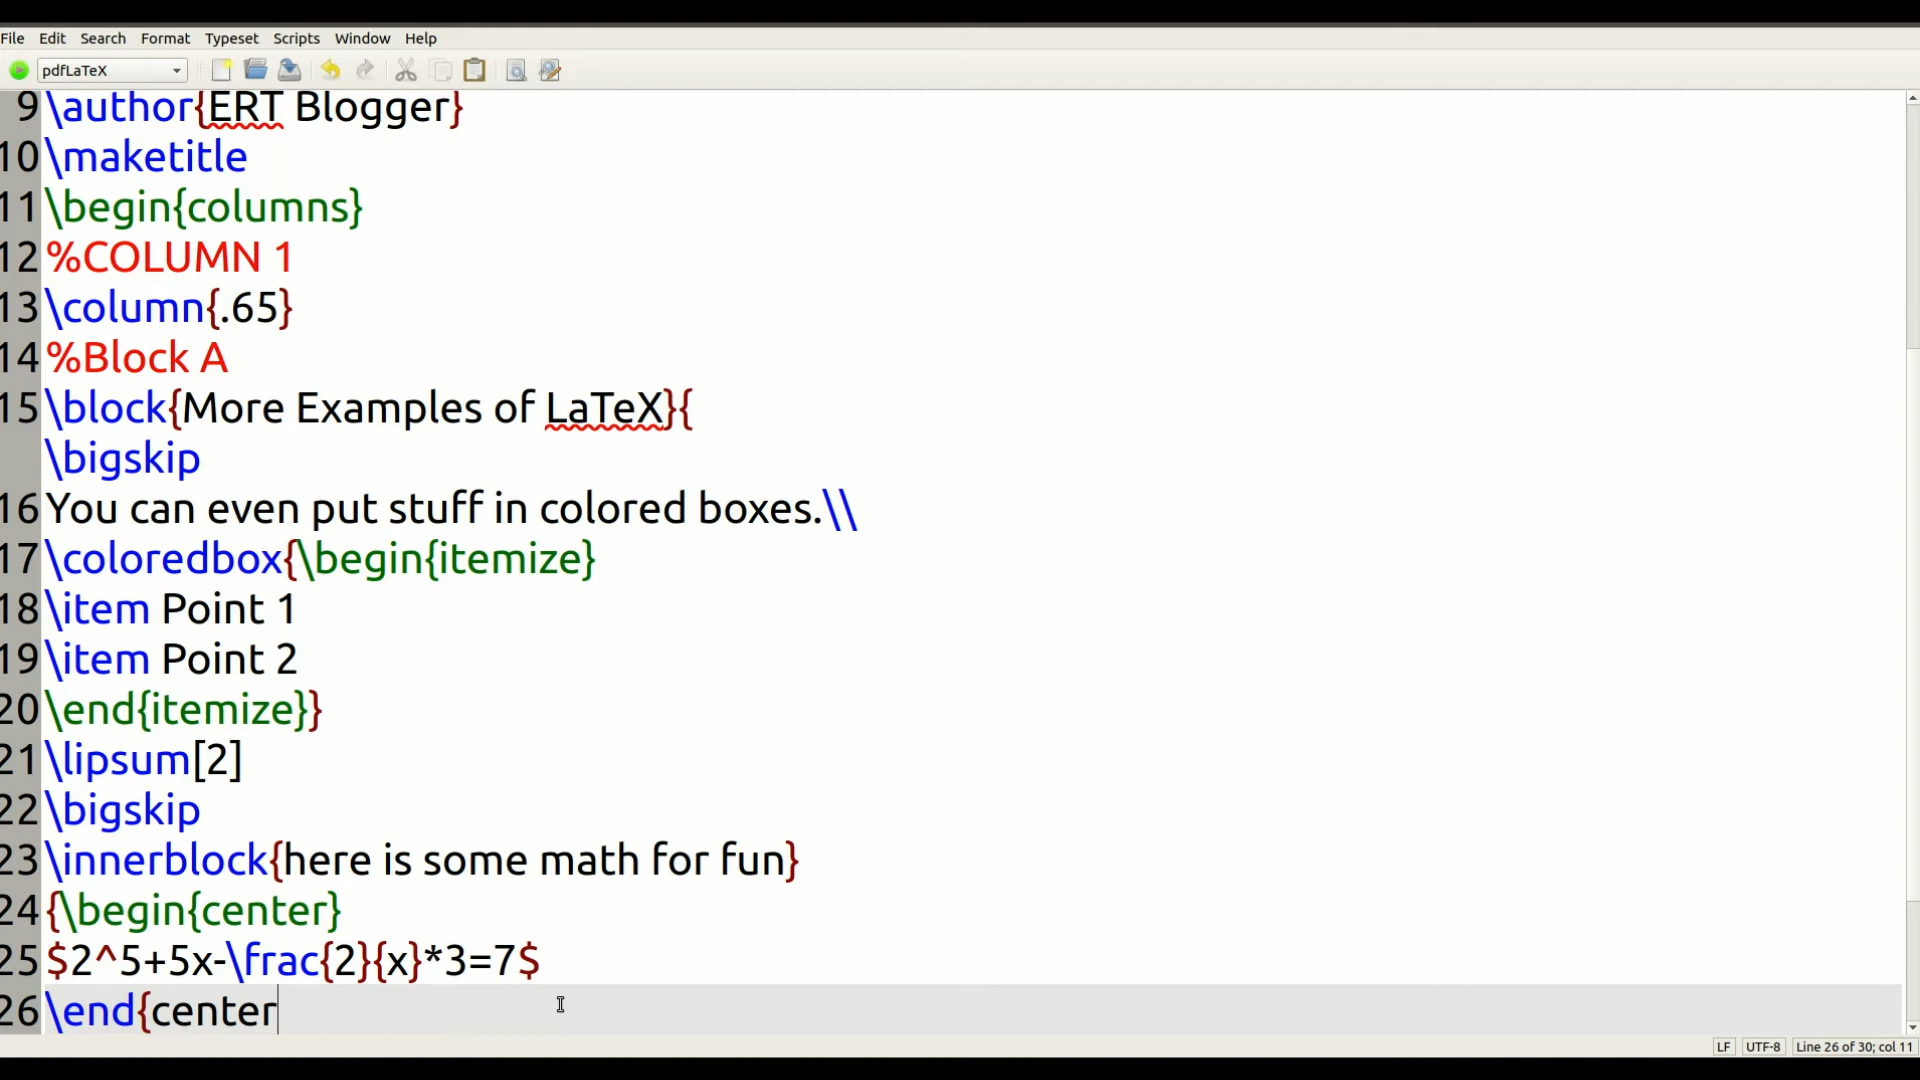 File Edit Search Format Typeset Scripts Window Help
pdfLaTeX
9 \author{ERT Blogger}
10 \maketitle
11 \begin{columns}
12 %COLUMN 1
13 \column{.65}
14 %Block A
15 \block{More Examples of LaTeX}{
\bigskip
16 You can even put stuff in colored boxes.\\
17 \coloredbox{\begin{itemize}
18 \item Point 1
19 \item Point 2
20 \end{itemize}}
21 \lipsum[2]
22 \bigskip
23 \innerblock{here is some math for fun}
24 {\begin{center}
25 $2^5+5x-\frac{2}{x}*3=7$
26 \end{center
LF UTF-8 Line 26 of 30; col 11